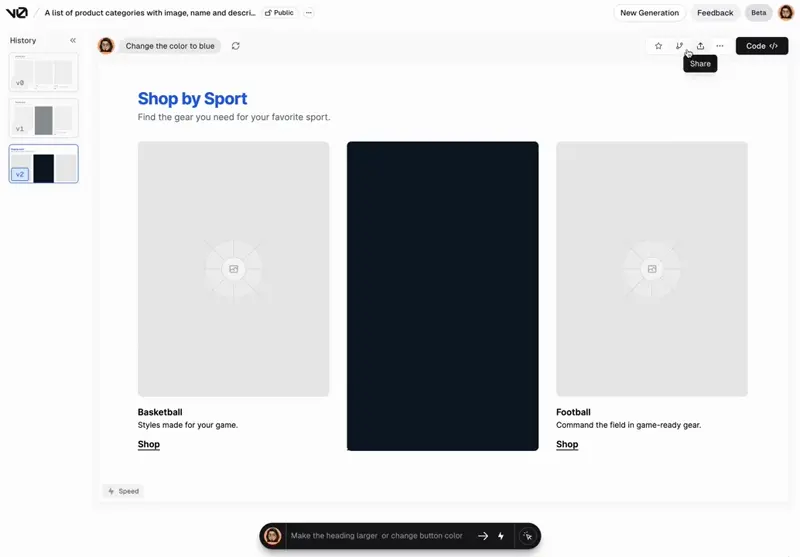 v0 / A list of product categories with image, name and descri... Public
New Generation Feedback Beta
History
Change the color to blue
Code </>
Share
v0
v1
v2
Shop by Sport
Find the gear you need for your favorite sport.
Basketball
Styles made for your game.
Shop
Football
Command the field in game-ready gear.
Shop
Speed
Make the heading larger or change button color